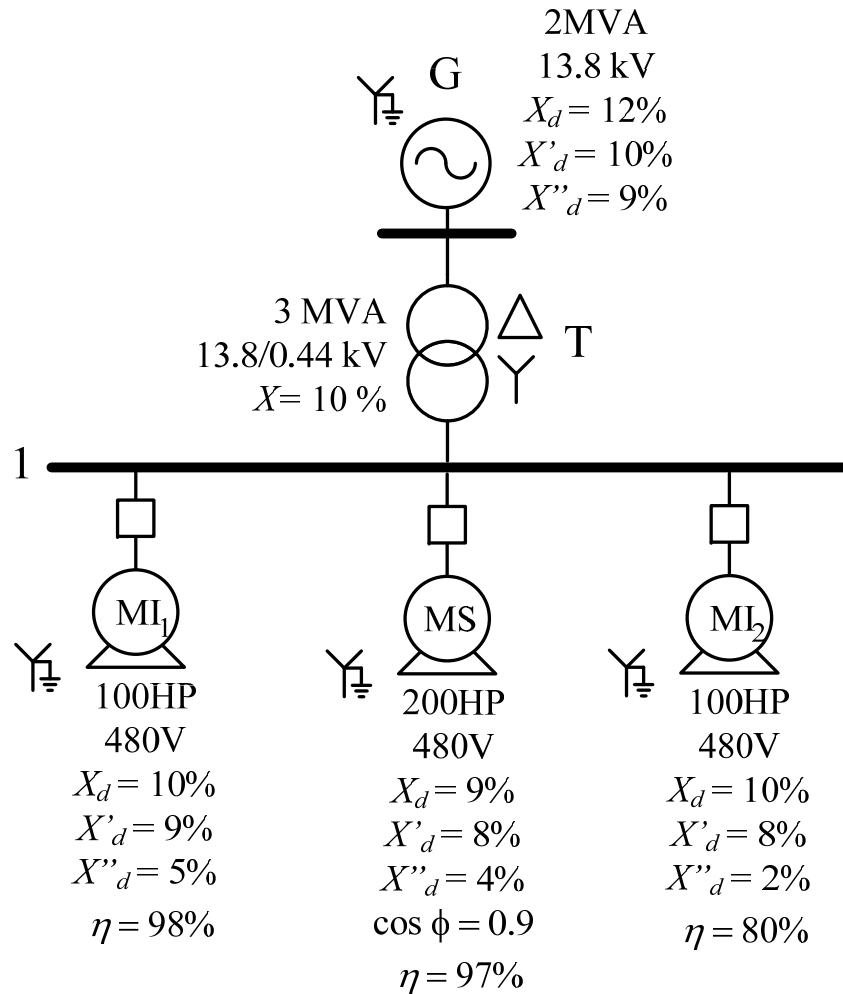 2MVA
13.8 kV
G
X_d = 12%
X'_d = 10%
X''_d = 9%
3 MVA
13.8/0.44 kV
X= 10 %
T
1
MI_1
100HP
480V
X_d = 10%
X'_d = 9%
X''_d = 5%
η = 98%
MS
200HP
480V
X_d = 9%
X'_d = 8%
X''_d = 4%
cos ϕ = 0.9
η = 97%
MI_2
100HP
480V
X_d = 10%
X'_d = 8%
X''_d = 2%
η = 80%